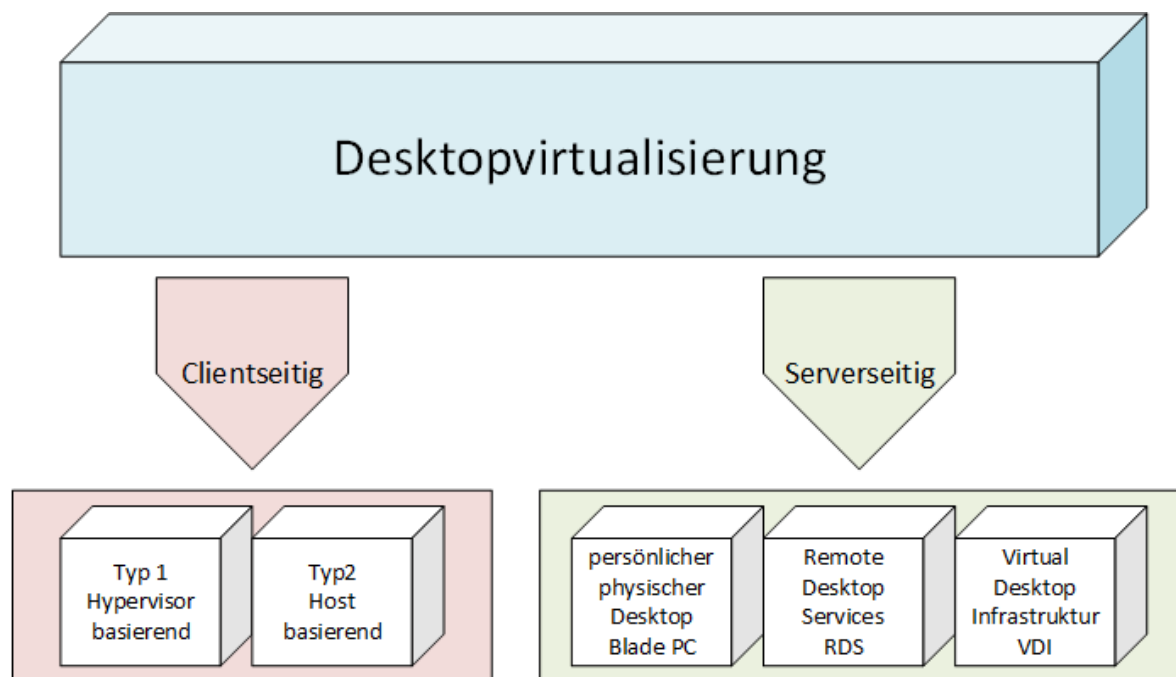 Desktopvirtualisierung
Clientseitig
Serverseitig
Typ 1
Hypervisor
basierend
Typ2
Host
basierend
persönlicher
physischer
Desktop
Blade PC
Remote
Desktop
Services
RDS
Virtual
Desktop
Infrastruktur
VDI